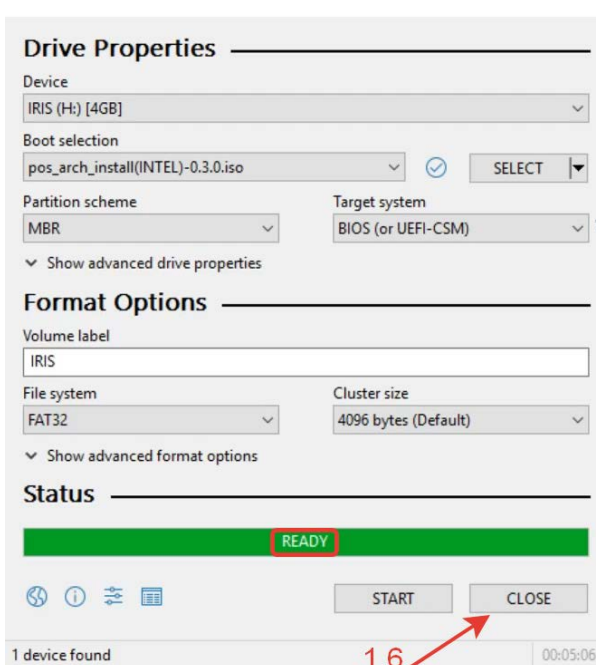 Drive Properties
Device
IRIS (H:) [4GB]
Boot selection
pos_arch_install(INTEL)-0.3.0.iso SELECT
Partition scheme Target system
MBR BIOS (or UEFI-CSM)
Show advanced drive properties
Format Options
Volume label
IRIS
File system Cluster size
FAT32 4096 bytes (Default)
Show advanced format options
Status
READY
START CLOSE
1 device found 16 00:05:06